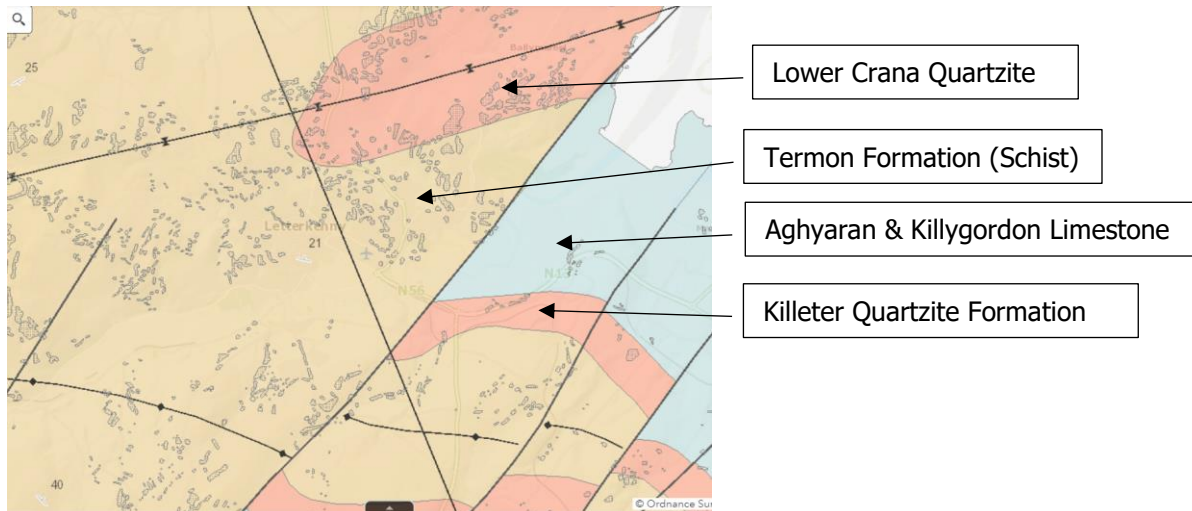 25
Lower Crana Quartzite
Termon Formation (Schist)
Letterkenny
21
Aghyaran & Killygordon Limestone
N13
N56
Killeter Quartzite Formation
40
© Ordnance Sur